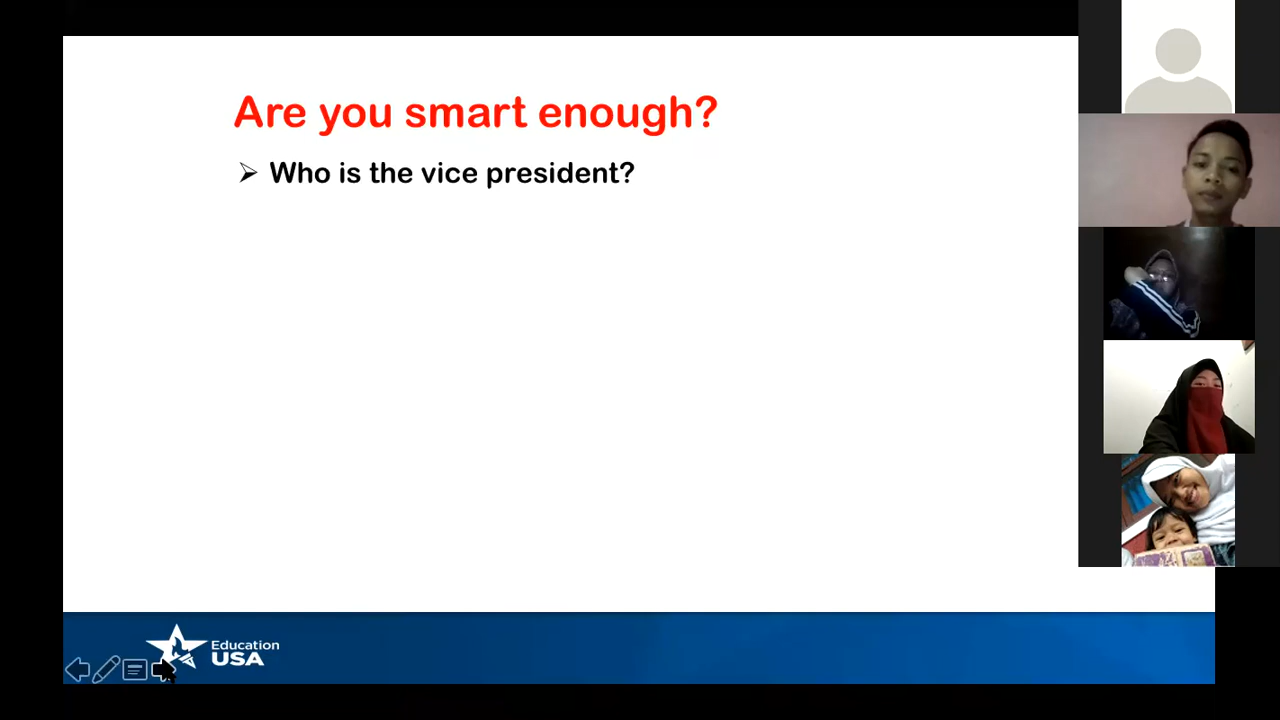 Are you smart enough?
➢ Who is the vice president?
Education
USA